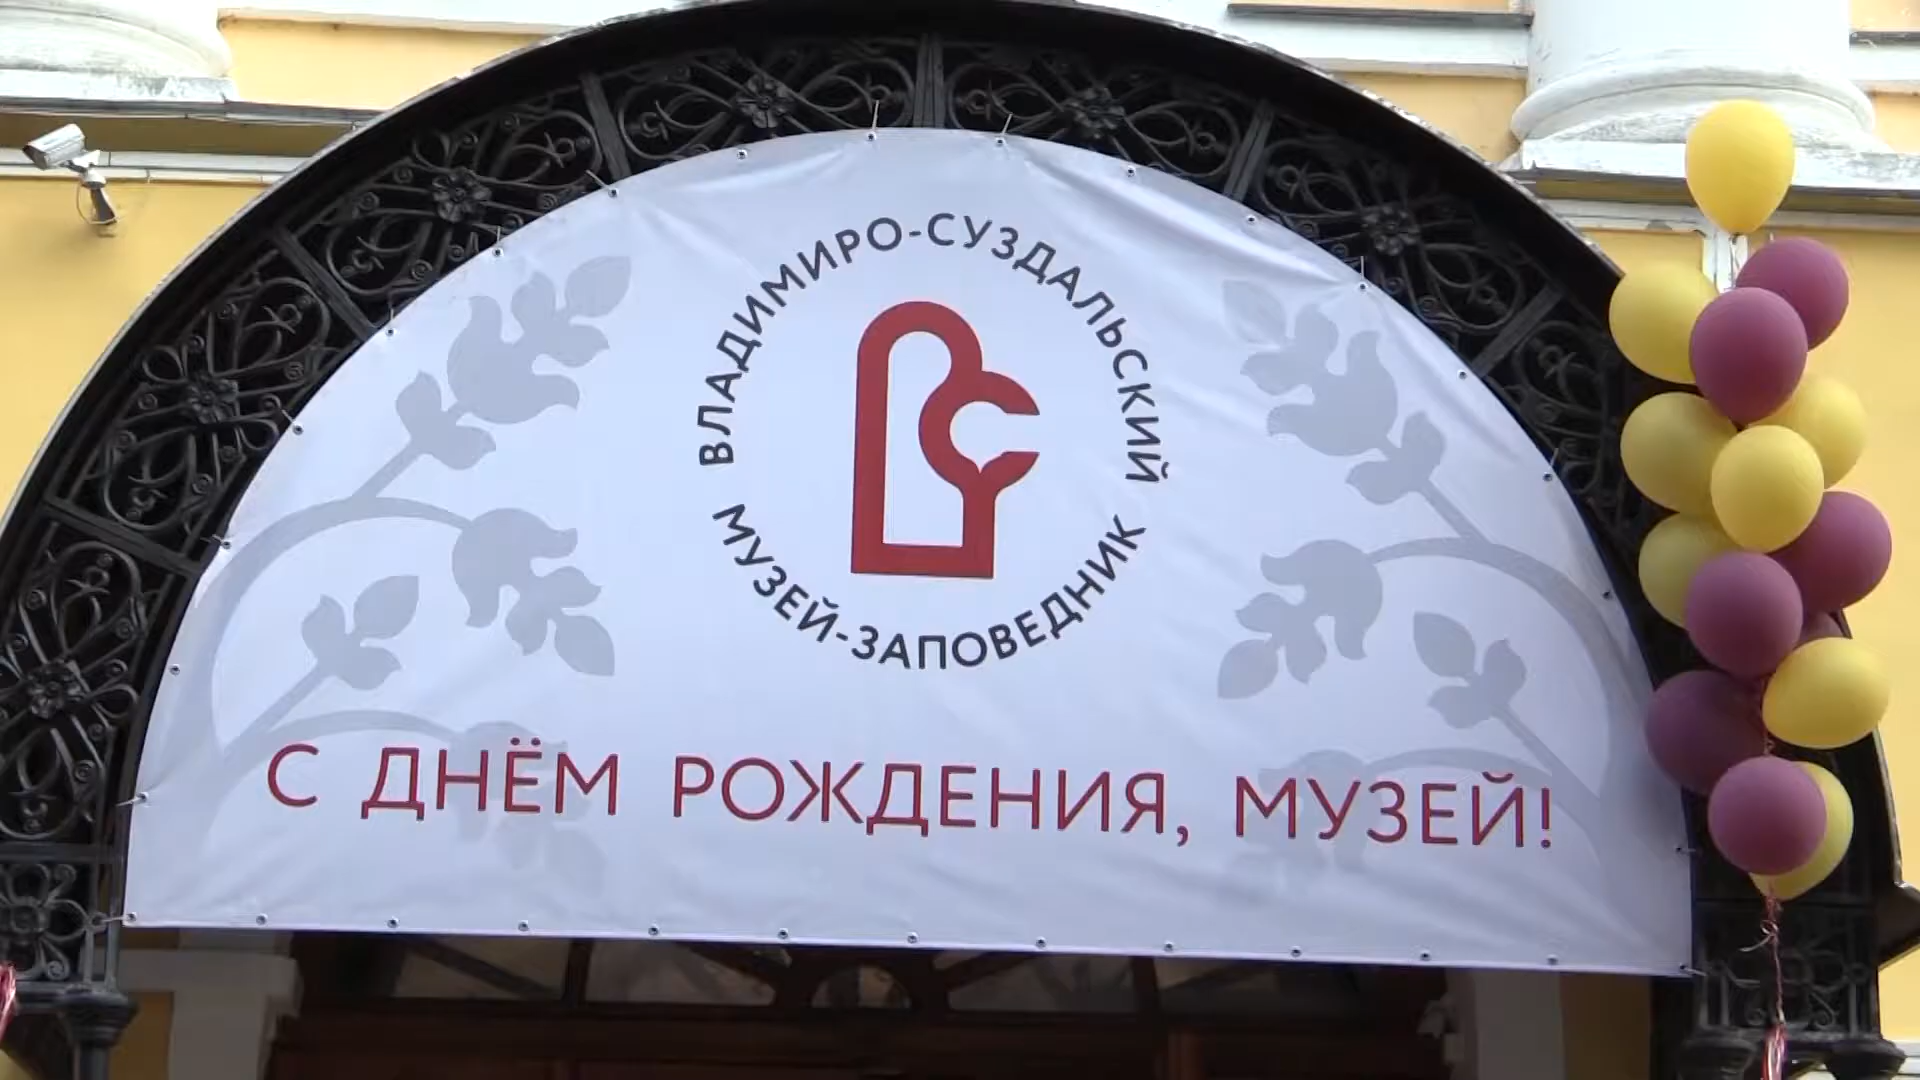 ВЛАДИМИРО-СУЗДАЛЬСКИЙ
МУЗЕЙ-ЗАПОВЕДНИК
С ДНЁМ РОЖДЕНИЯ, МУЗЕЙ!